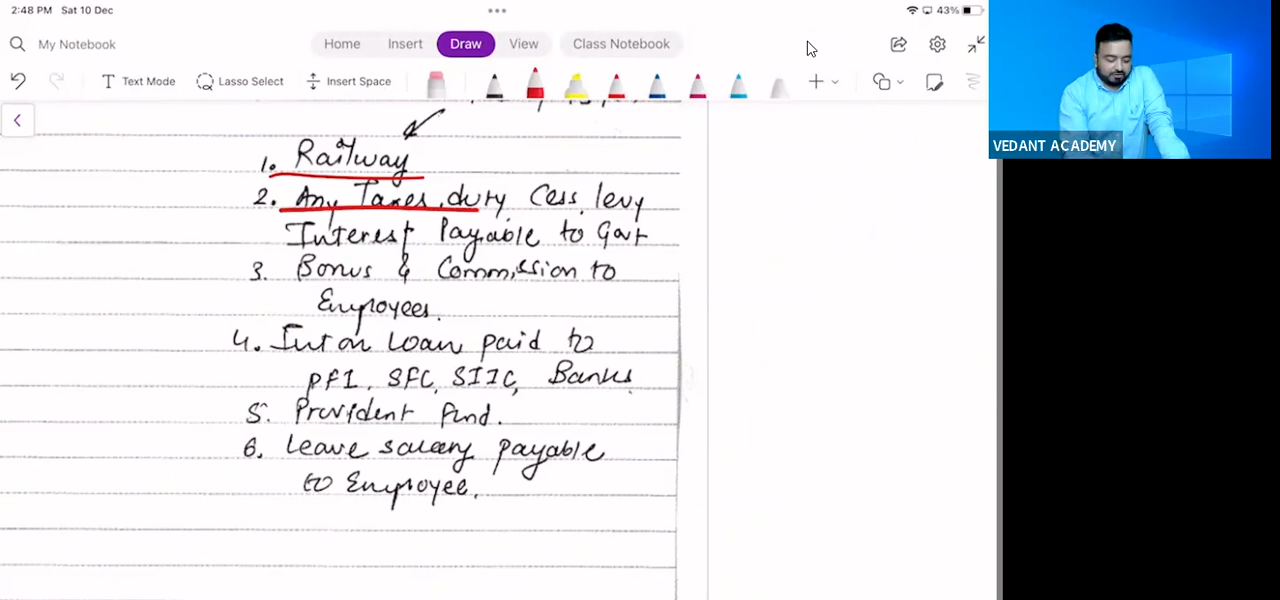 2:48 PM Sat 10 Dec
43%
My Notebook
Home Insert Draw View Class Notebook
Text Mode Lasso Select Insert Space
VEDANT ACADEMY
1. Railway
2. Any Taxes, duty, Cess, levy
Interest Payable to Govt
3. Bonus & Commission to
Employees.
4. Int on Loan paid to
PFI, SFC, SIIC, Banks.
5. Provident Fund.
6. Leave salary payable
to Employee.